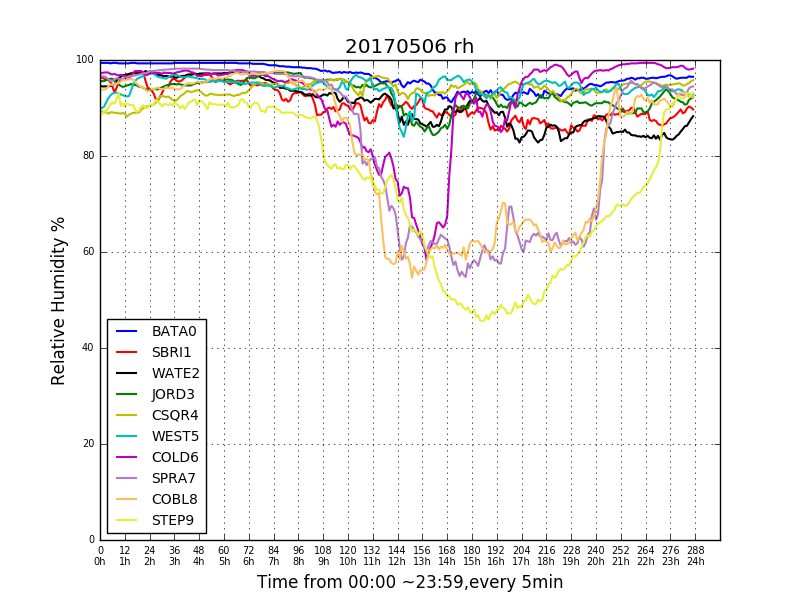 20170506 rh
100
80
60
40
20
0
Relative Humidity %
BATA0
SBRI1
WATE2
JORD3
CSQR4
WEST5
COLD6
SPRA7
COBL8
STEP9
0 12 24 36 48 60 72 84 96 108 120 132 144 156 168 180 192 204 216 228 240 252 264 276 288
0h 1h 2h 3h 4h 5h 6h 7h 8h 9h 10h 11h 12h 13h 14h 15h 16h 17h 18h 19h 20h 21h 22h 23h 24h
Time from 00:00 ~23:59,every 5min